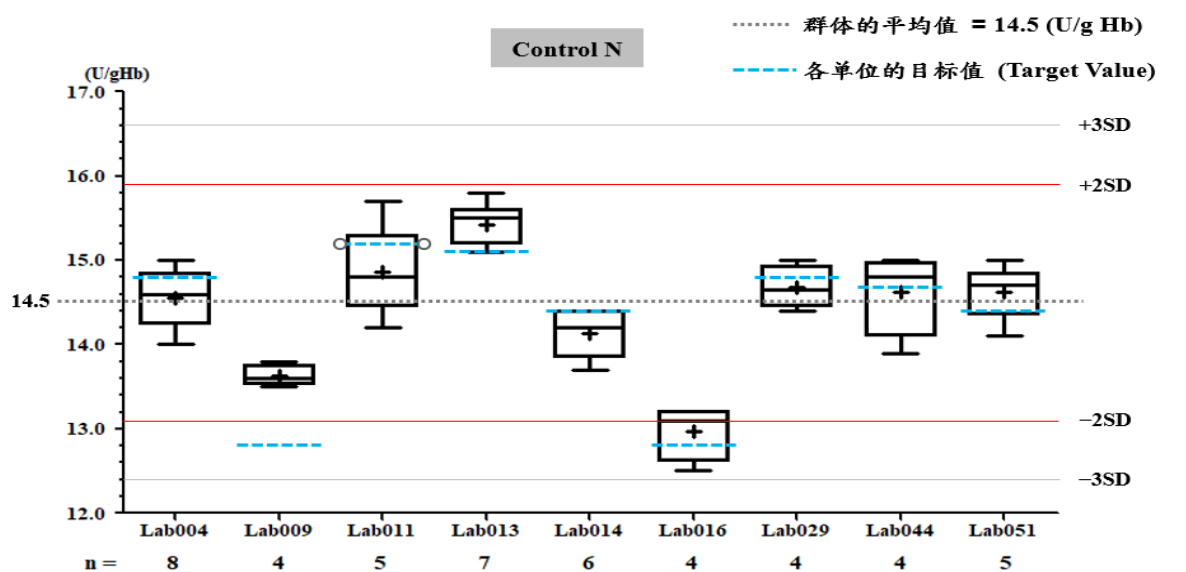 群体的平均值 = 14.5 (U/g Hb)
Control N
各单位的目标值 (Target Value)
(U/gHb)
17.0
+3SD
16.0
+2SD
15.0
14.5
14.0
13.0
−2SD
−3SD
12.0
Lab004 Lab009 Lab011 Lab013 Lab014 Lab016 Lab029 Lab044 Lab051
n = 8 4 5 7 6 4 4 4 5